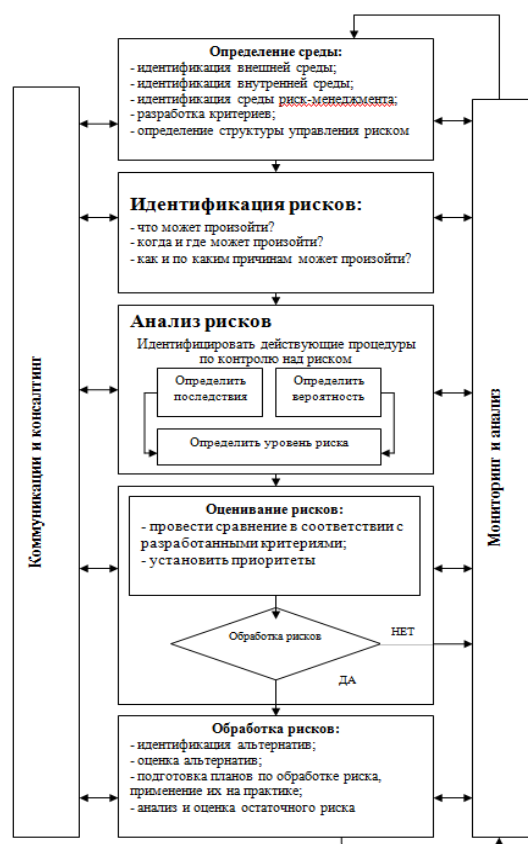 Определение среды:
- идентификация внешней среды;
- идентификация внутренней среды;
- идентификация среды риск-менеджмента;
- разработка критериев;
- определение структуры управления риском
Идентификация рисков:
- что может произойти?
- когда и где может произойти?
- как и по каким причинам может произойти?
Анализ рисков
Идентифицировать действующие процедуры
по контролю над риском
Определить
последствия
Определить
вероятность
Определить уровень риска
Оценивание рисков:
- провести сравнение в соответствии с
разработанными критериями;
- установить приоритеты
Обработка рисков
НЕТ
ДА
Обработка рисков:
- идентификация альтернатив;
- оценка альтернатив;
- подготовка планов по обработке риска,
применение их на практике;
- анализ и оценка остаточного риска
Коммуникации и консалтинг
Мониторинг и анализ